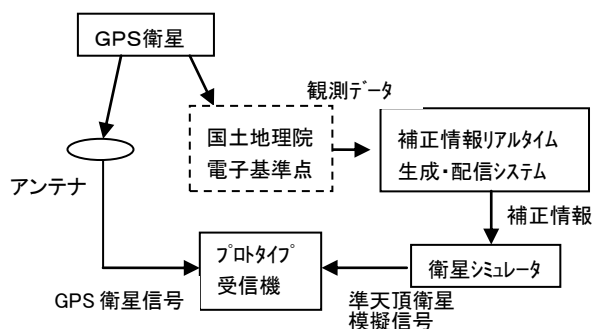 GPS衛星
観測ﾃﾞｰﾀ
国土地理院
電子基準点
補正情報ﾘｱﾙﾀｲﾑ
生成・配信ｼｽﾃﾑ
アンテナ
補正情報
ﾌﾟﾛﾄﾀｲﾌﾟ
受信機
衛星ｼﾐｭﾚｰﾀ
GPS 衛星信号
準天頂衛星
模擬信号